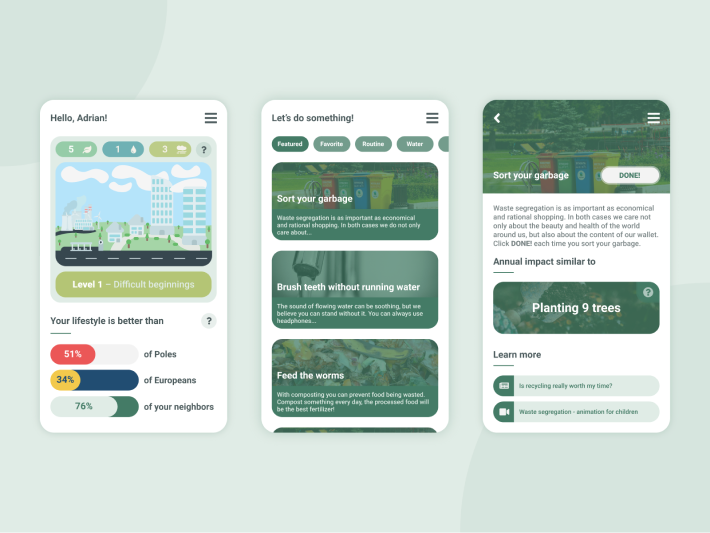 Hello, Adrian!
5 1 3 ?
Level 1 – Difficult beginnings
Your lifestyle is better than ?
51% of Poles
34% of Europeans
76% of your neighbors
Let's do something!
Featured Favorite Routine Water
Sort your garbage
Waste segregation is as important as economical
and rational shopping. In both cases we do not only
care about...
Brush teeth without running water
The sound of flowing water can be soothing, but we
believe you can stand without it. You can always use
headphones...
Feed the worms
With composting you can prevent food being wasted.
Compost something every day, the processed food will
be the best fertilizer!
Sort your garbage DONE!
Waste segregation is as important as economical
and rational shopping. In both cases we care not
only about the beauty and health of the world
around us, but also about the content of our wallet.
Click DONE! each time you sort your garbage.
Annual impact similar to
?
Planting 9 trees
Learn more
Is recycling really worth my time?
Waste segregation - animation for children